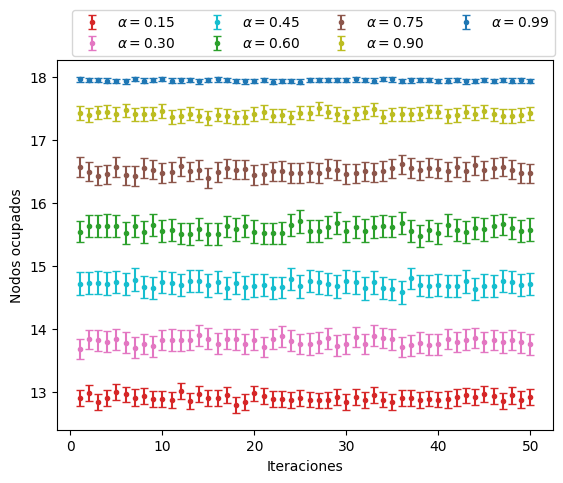 α = 0.15 α = 0.45 α = 0.75 α = 0.99
α = 0.30 α = 0.60 α = 0.90
18
17
16
15
14
13
Nodos ocupados
0 10 20 30 40 50
Iteraciones